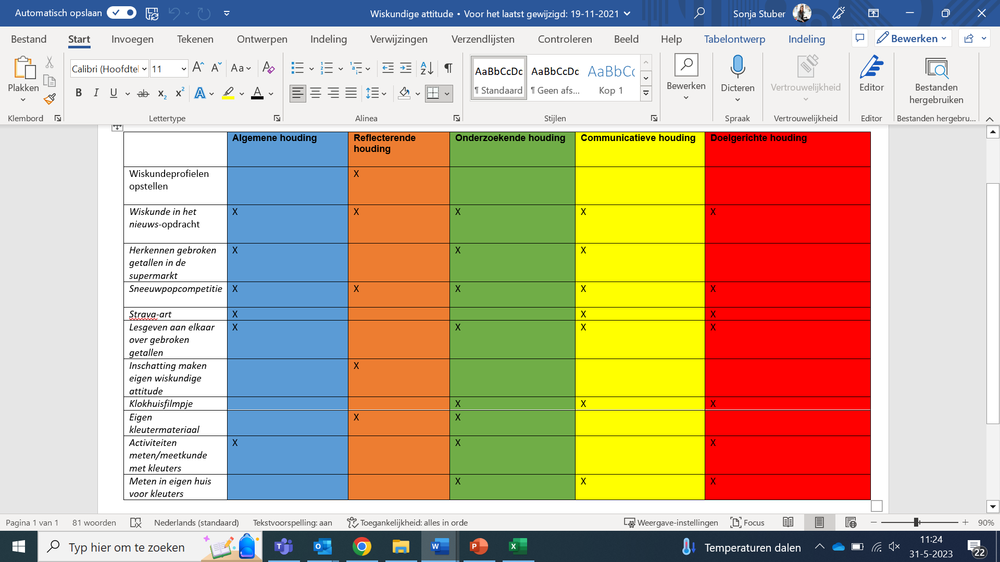 Automatisch opslaan
Wiskundige attitude • Voor het laatst gewijzigd: 19-11-2021
Sonja Stuber
Bestand Start Invoegen Tekenen Ontwerpen Indeling Verwijzingen Verzendlijsten Controleren Beeld Help Tabelontwerp Indeling Bewerken
Calibri (Hoofdtel 11
Plakken
AaBbCcDc AaBbCcDc AaBbCc
¶ Standaard ¶ Geen afs... Kop 1
Bewerken Dicteren Vertrouwelijkheid Editor Bestanden
hergebruiken
Klembord Lettertype Alinea Stijlen Spraak Vertrouwelijkheid Editor Bestanden hergebru...
Algemene houding Reflecterende houding Onderzoekende houding Communicatieve houding Doelgerichte houding
Wiskundeprofielen X
opstellen
Wiskunde in het X X X X X
nieuws-opdracht
Herkennen gebroken X X X
getallen in de
supermarkt
Sneeuwpopcompetitie X X X X X
Strava-art X X X
Lesgeven aan elkaar X X X X
over gebroken
getallen
Inschatting maken X
eigen wiskundige
attitude
Klokhuisfilmpje X X X
Eigen X X
kleutermateriaal
Activiteiten X X X
meten/meetkunde
met kleuters
Meten in eigen huis X X X
voor kleuters
Pagina 1 van 1 81 woorden Nederlands (standaard) Tekstvoorspelling: aan Toegankelijkheid: alles in orde Weergave-instellingen Focus 90%
Typ hier om te zoeken
Temperaturen dalen
11:24
31-5-2023
22